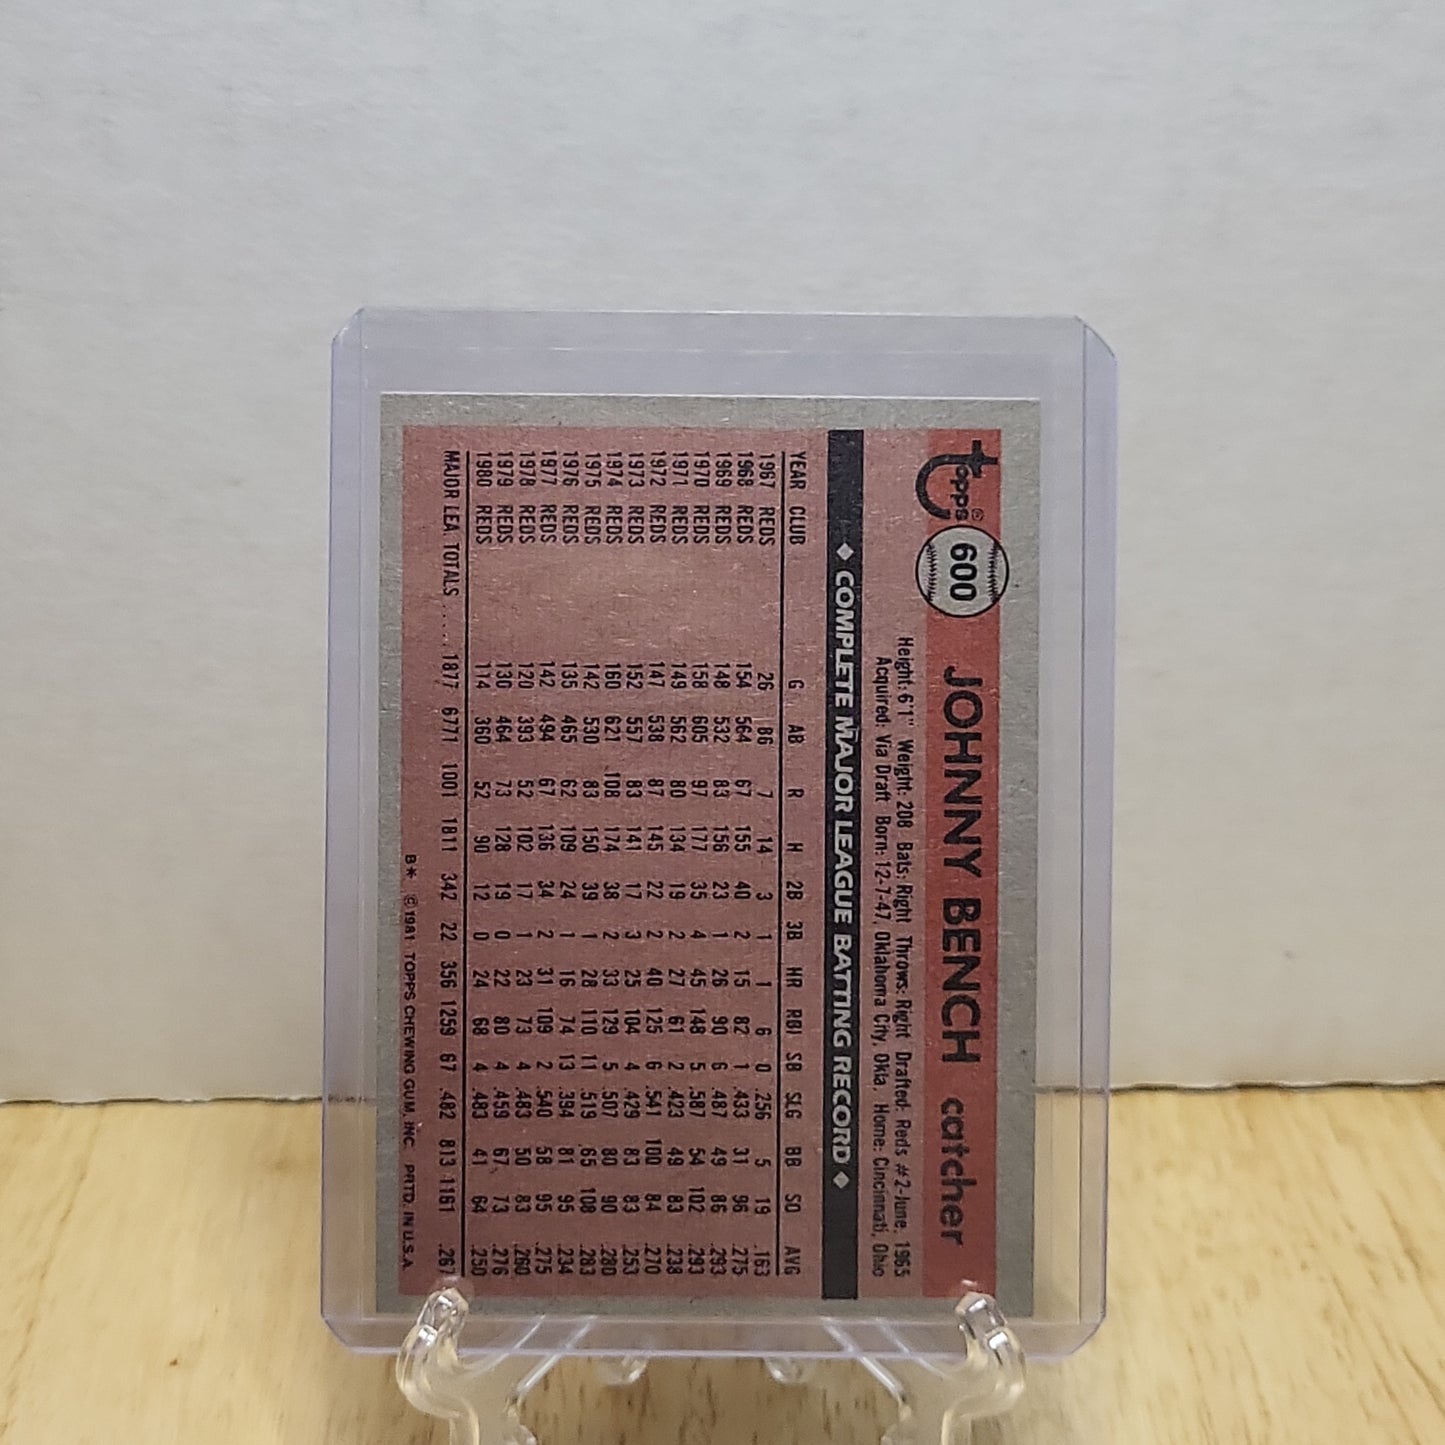 Topps® 600 JOHNNY BENCH catcher
Height: 6'1" Weight: 208 Bats: Right Throws: Right Drafted: Reds #2-June, 1965
Acquired: Via Draft Born: 12-7-47, Oklahoma City, Okla. Home: Cincinnati, Ohio
◆ COMPLETE MAJOR LEAGUE BATTING RECORD ◆
YEAR CLUB G AB R H 2B 3B HR RBI SB SLG BB SO AVG
1967 REDS 26 86 7 14 3 1 1 6 0 .256 5 19 .163
1968 REDS 154 564 67 155 40 2 15 82 1 .433 31 96 .275
1969 REDS 148 532 83 156 23 1 26 90 6 .487 49 86 .293
1970 REDS 158 605 97 177 35 4 45 148 5 .587 54 102 .293
1971 REDS 149 562 80 134 19 2 27 61 2 .423 49 83 .238
1972 REDS 147 538 87 145 22 2 40 125 6 .541 100 84 .270
1973 REDS 152 557 83 141 17 3 25 104 4 .429 83 83 .253
1974 REDS 160 621 108 174 38 2 33 129 5 .507 80 90 .280
1975 REDS 142 530 83 150 39 1 28 110 11 .519 65 108 .283
1976 REDS 135 465 62 109 24 1 16 74 13 .394 81 95 .234
1977 REDS 142 494 67 136 34 2 31 109 2 .540 58 95 .275
1978 REDS 120 393 52 102 17 1 23 73 4 .483 50 83 .260
1979 REDS 130 464 73 128 19 0 22 80 4 .459 67 73 .276
1980 REDS 114 360 52 90 12 0 24 68 4 .483 41 64 .250
MAJOR LEA. TOTALS ..... 1877 6771 1001 1811 342 22 356 1259 67 .482 813 1161 .267
B* ©1981 TOPPS CHEWING GUM, INC. PRTD. IN U.S.A.